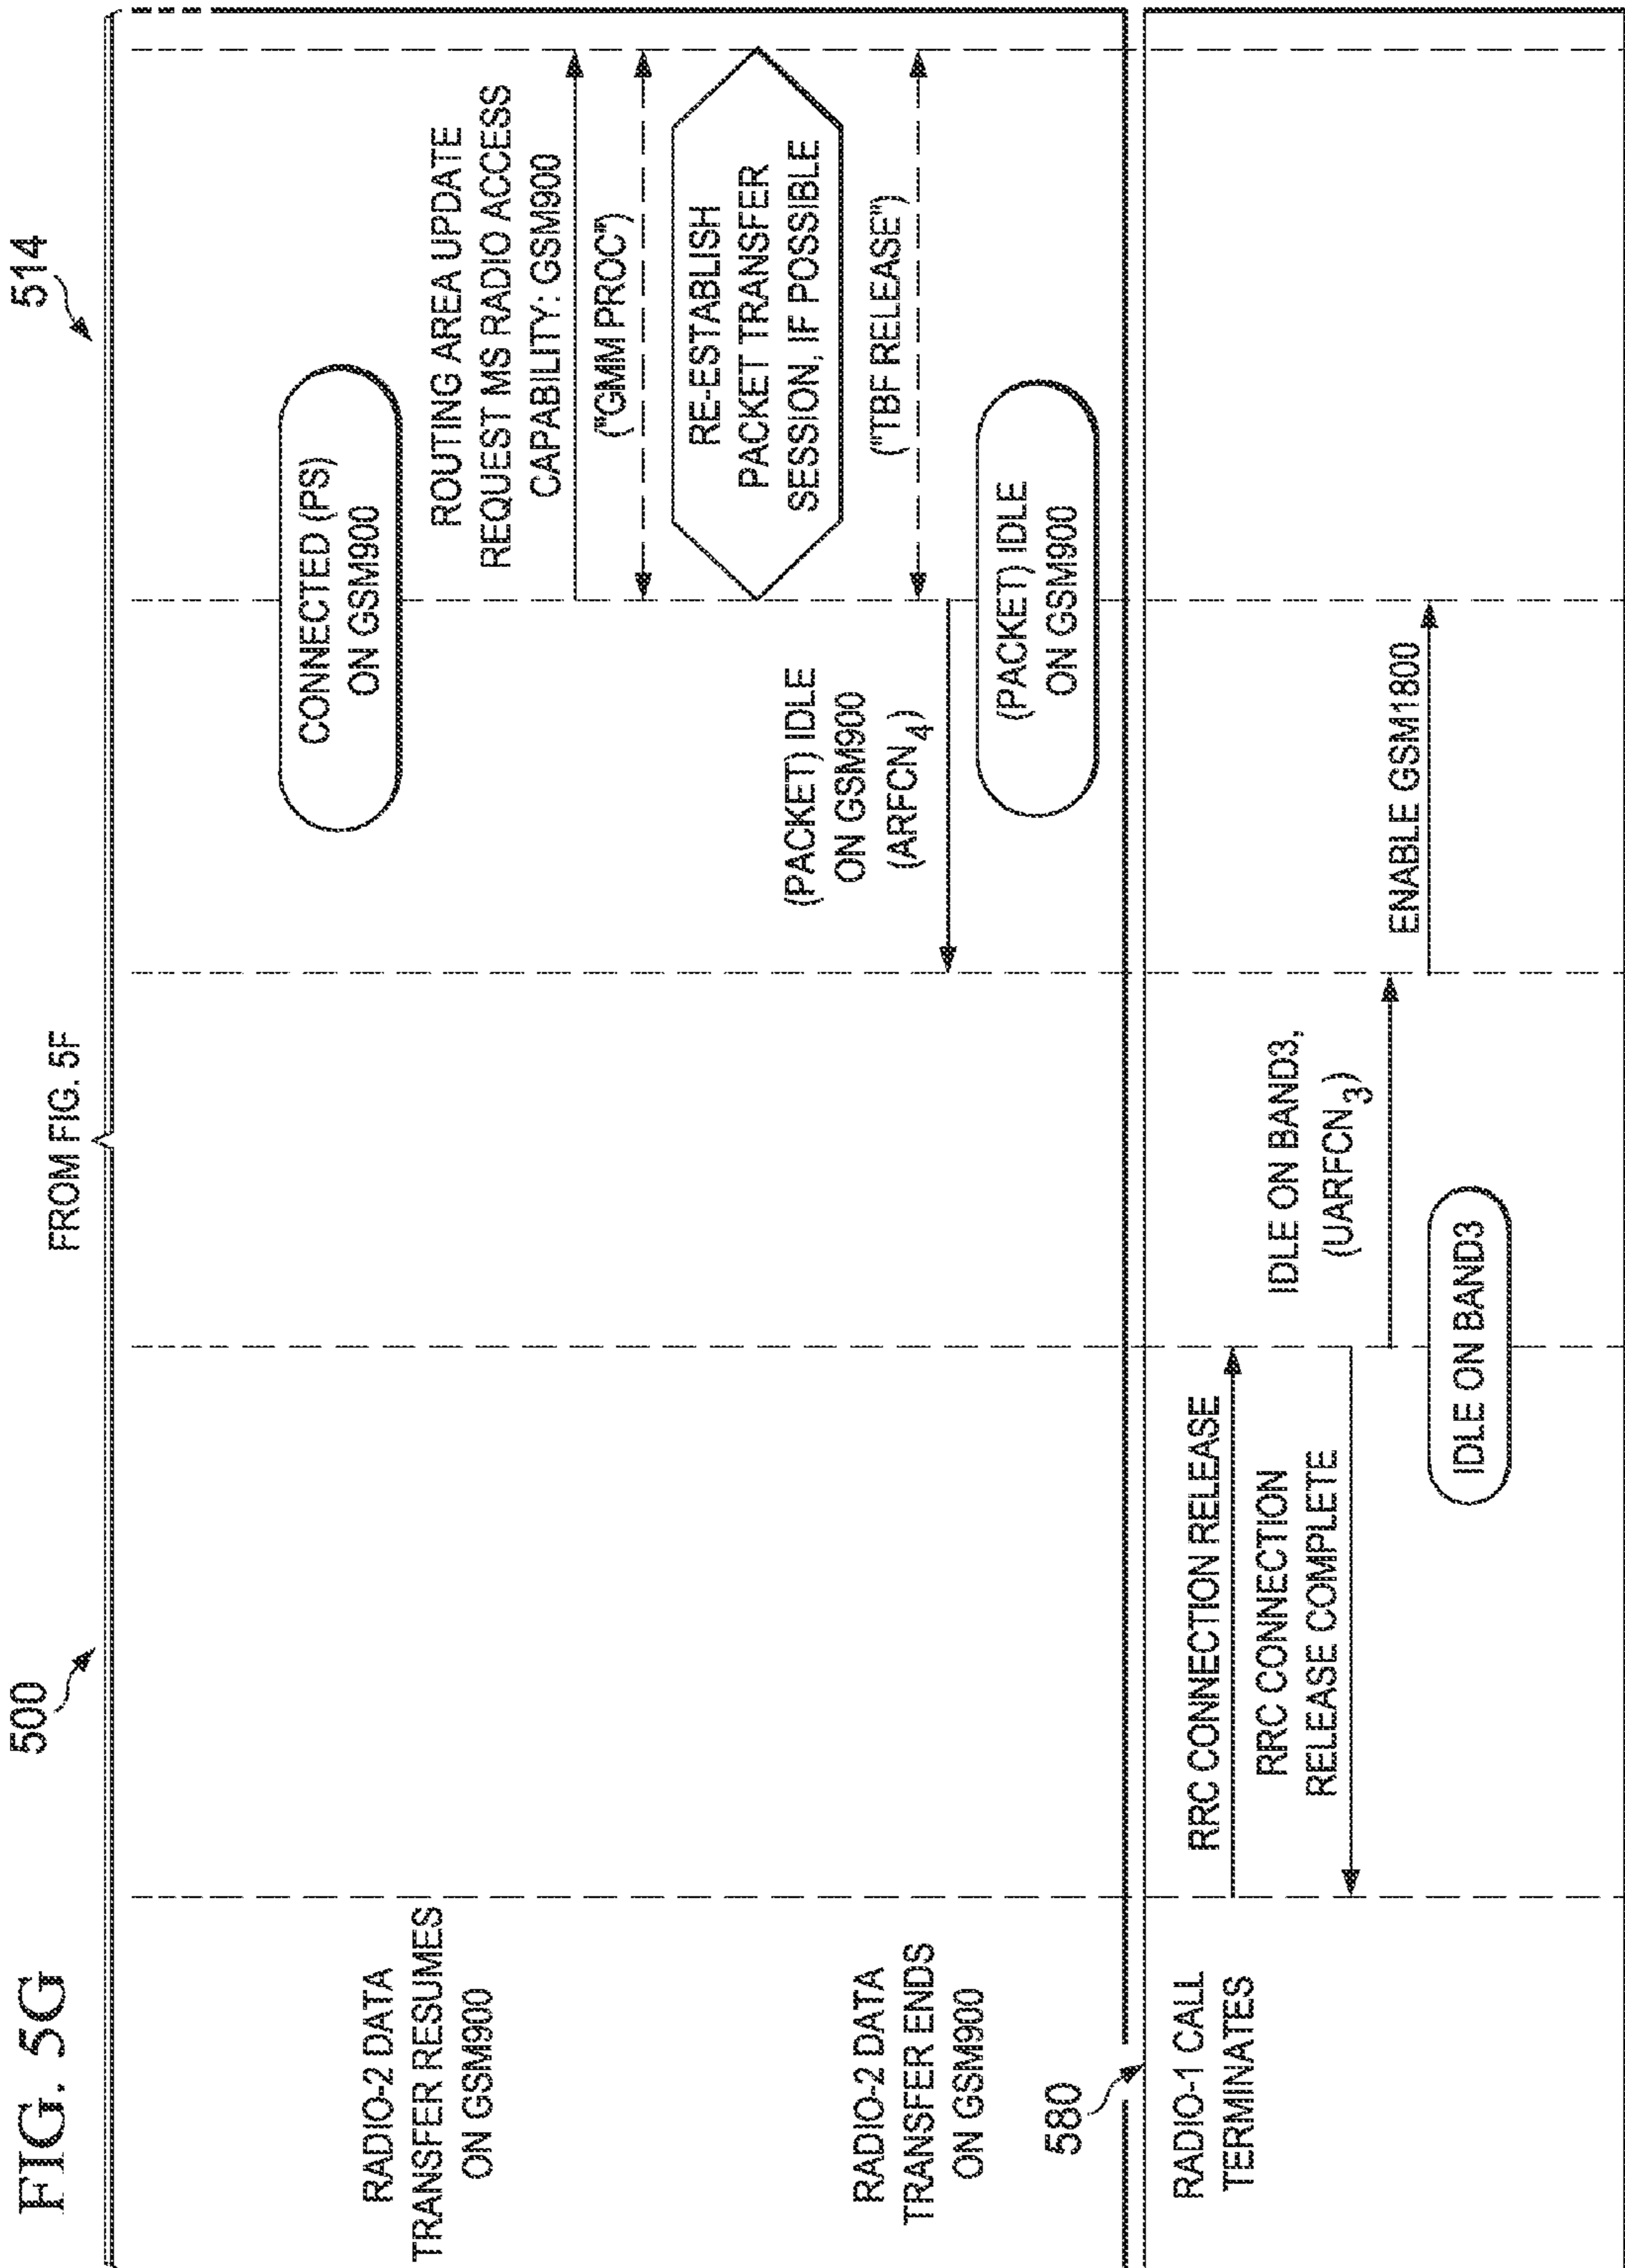 FIG. 5G
500
FROM FIG. 5F
514
RADIO-2 DATA
TRANSFER RESUMES
ON GSM900
CONNECTED (PS)
ON GSM900
ROUTING AREA UPDATE
REQUEST MS RADIO ACCESS
CAPABILITY: GSM900
("GMM PROC")
RE-ESTABLISH
PACKET TRANSFER
SESSION, IF POSSIBLE
RADIO-2 DATA
TRANSFER ENDS
ON GSM900
("TBF RELEASE")
(PACKET) IDLE
ON GSM900
(ARFCN4)
(PACKET) IDLE
ON GSM900
580
RADIO-1 CALL
TERMINATES
RRC CONNECTION RELEASE
RRC CONNECTION
RELEASE COMPLETE
IDLE ON BAND3,
(UARFCN3)
IDLE ON BAND3
ENABLE GSM1800